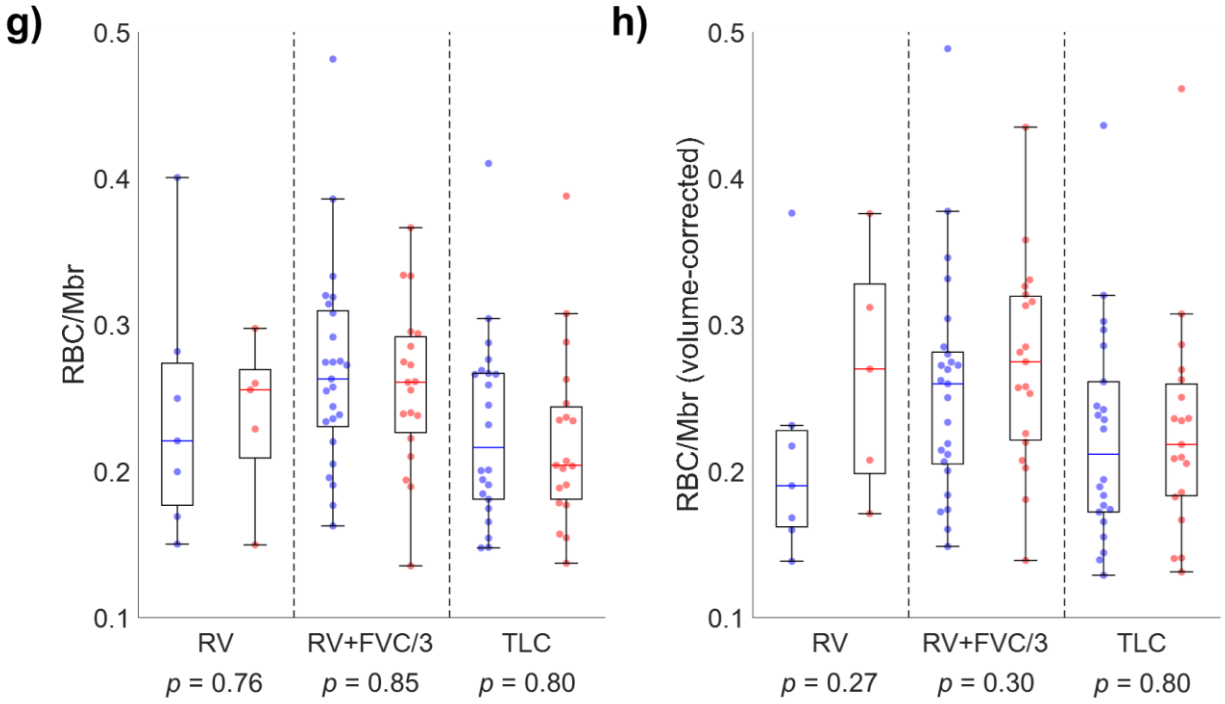 g)
RBC/Mbr
0.5
0.4
0.3
0.2
0.1
RV RV+FVC/3 TLC
p = 0.76 p = 0.85 p = 0.80
h)
RBC/Mbr (volume-corrected)
0.5
0.4
0.3
0.2
0.1
RV RV+FVC/3 TLC
p = 0.27 p = 0.30 p = 0.80